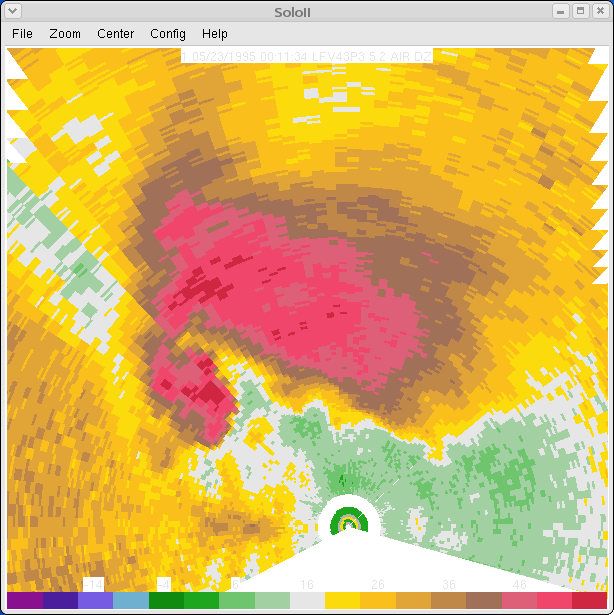 SoloII
File Zoom Center Config Help
1 05/23/1995 00:11:34 LFV43P3 5.2 AIR DZ
-14 -4 6 16 26 36 46